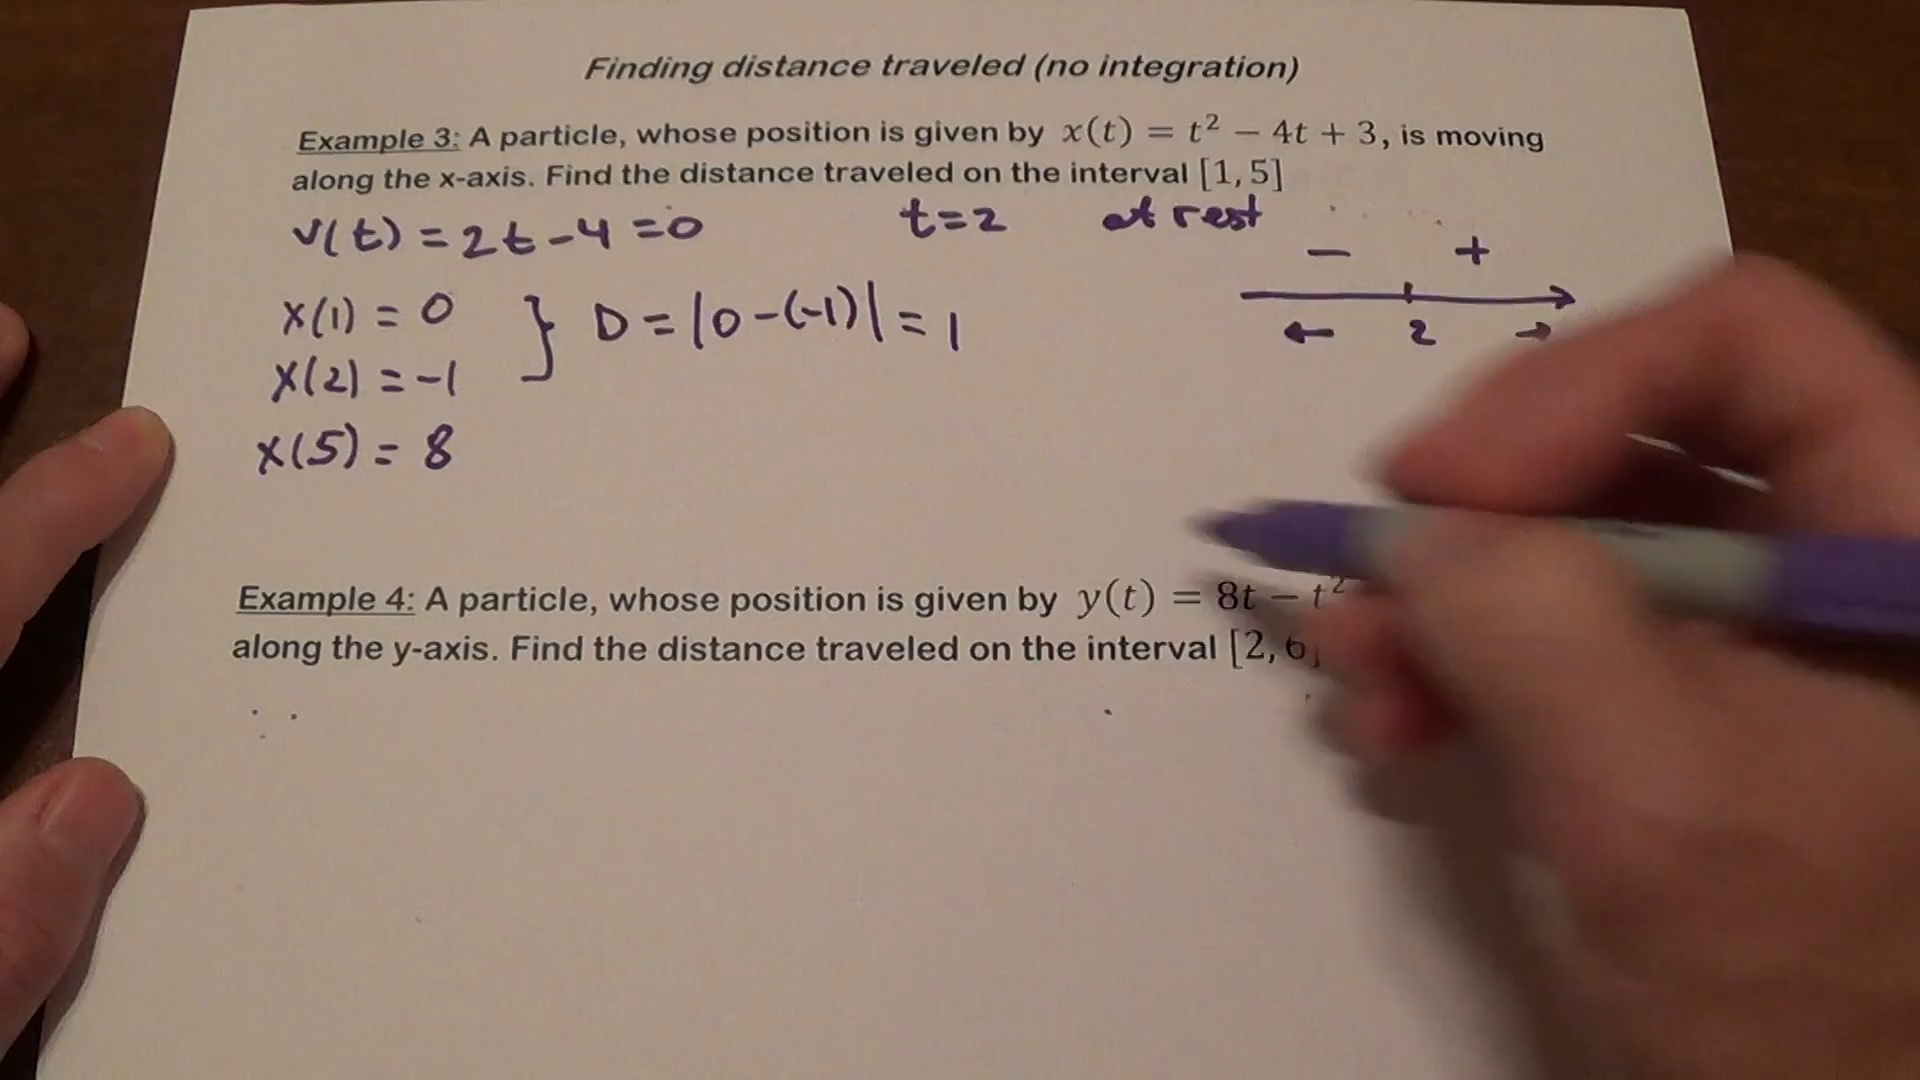 Finding distance traveled (no integration)
Example 3: A particle, whose position is given by x(t) = t² − 4t + 3, is moving
along the x-axis. Find the distance traveled on the interval [1, 5]
v(t) = 2t − 4 = 0 t = 2 at rest
− +
2
x(1) = 0 } D = |0 − (−1)| = 1
x(2) = −1
x(5) = 8
Example 4: A particle, whose position is given by y(t) = 8t − t²
along the y-axis. Find the distance traveled on the interval [2, 6]